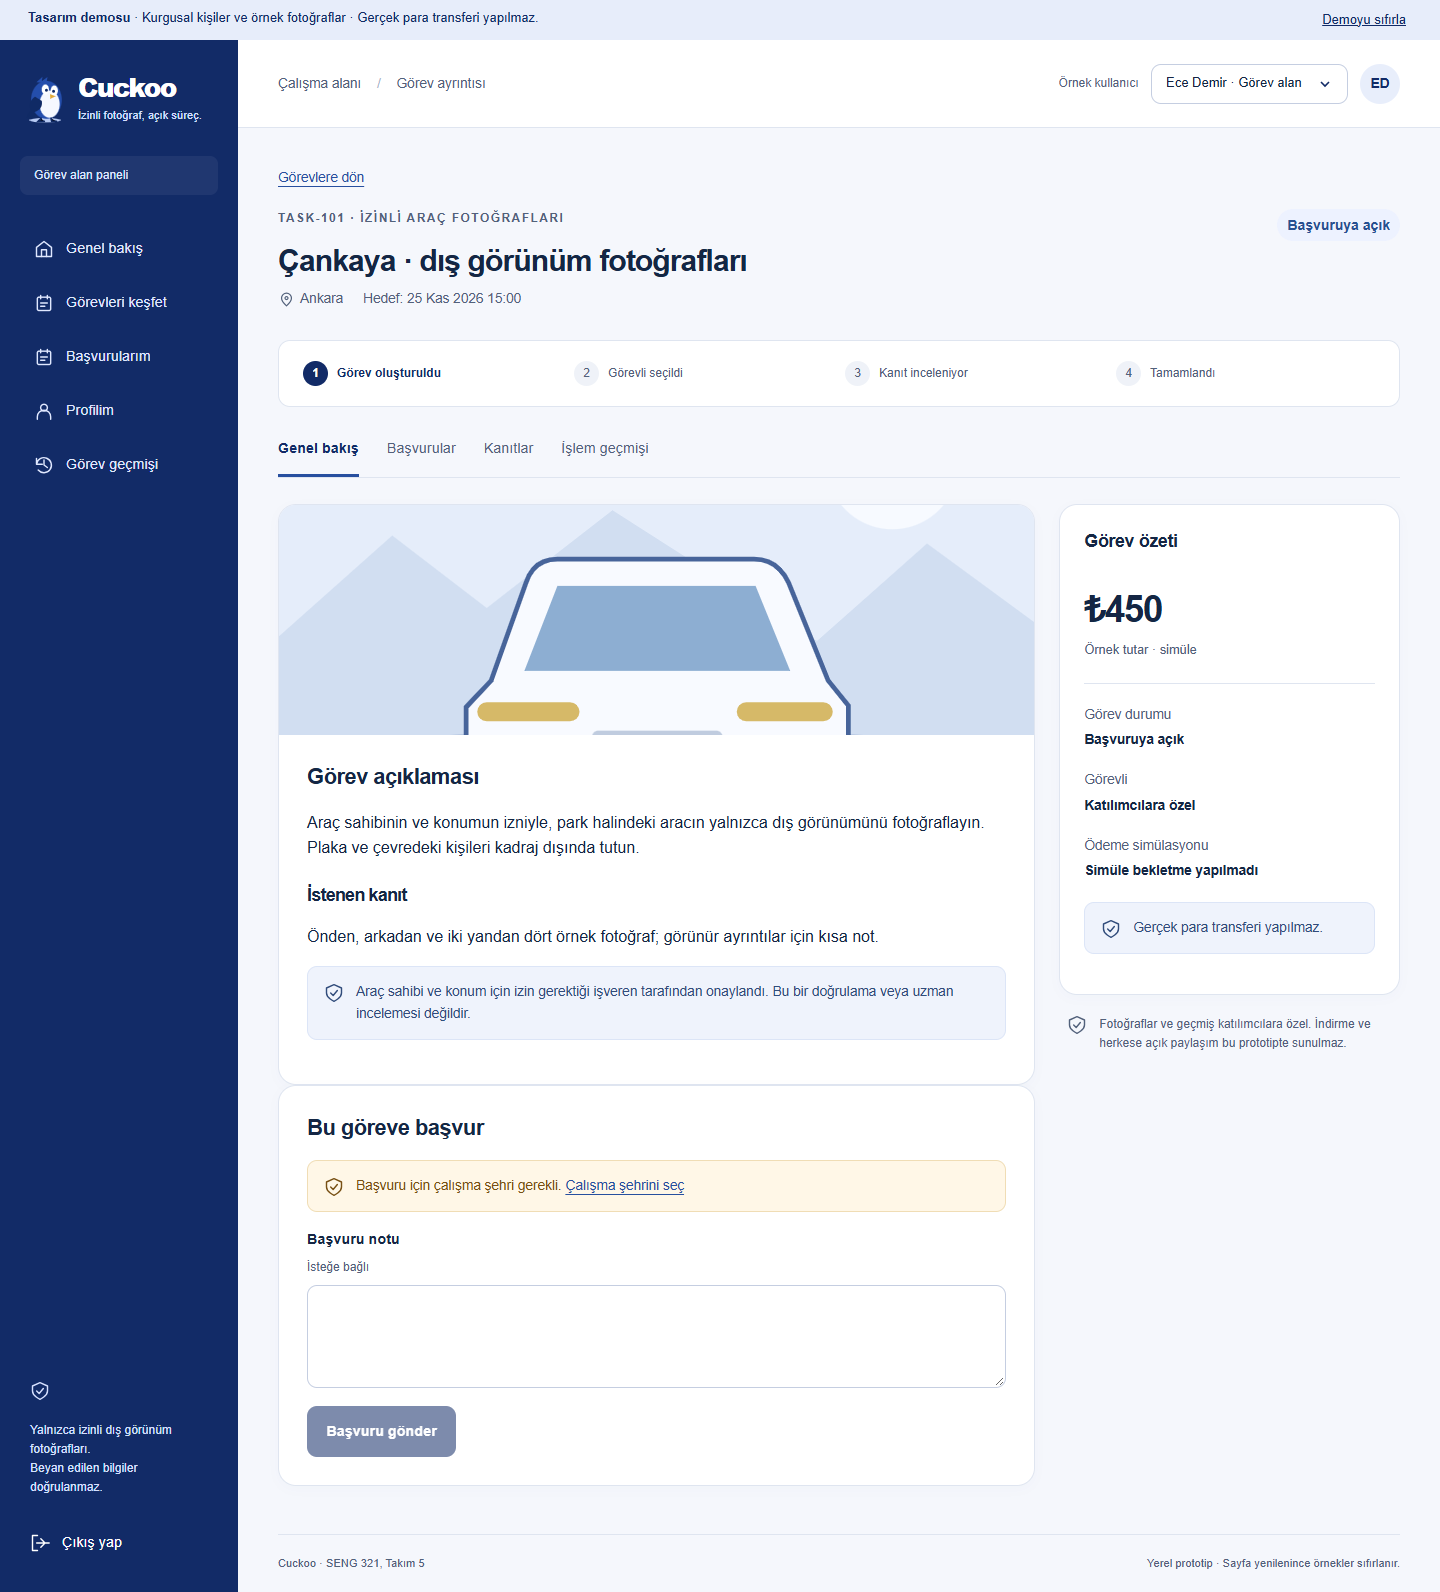 Tasarım demosu · Kurgusal kişiler ve örnek fotoğraflar · Gerçek para transferi yapılmaz.
Demoyu sıfırla
Cuckoo
İzinli fotoğraf, açık süreç.
Görev alan paneli
Genel bakış
Görevleri keşfet
Başvurularım
Profilim
Görev geçmişi
Yalnızca izinli dış görünüm
fotoğrafları.
Beyan edilen bilgiler
doğrulanmaz.
Çıkış yap
Çalışma alanı / Görev ayrıntısı
Örnek kullanıcı
Ece Demir · Görev alan
ED
Görevlere dön
TASK-101 · İZİNLİ ARAÇ FOTOĞRAFLARI
Başvuruya açık
Çankaya · dış görünüm fotoğrafları
Ankara Hedef: 25 Kas 2026 15:00
1 Görev oluşturuldu
2 Görevli seçildi
3 Kanıt inceleniyor
4 Tamamlandı
Genel bakış
Başvurular
Kanıtlar
İşlem geçmişi
Görev açıklaması
Araç sahibinin ve konumun izniyle, park halindeki aracın yalnızca dış görünümünü fotoğraflayın.
Plaka ve çevredeki kişileri kadraj dışında tutun.
İstenen kanıt
Önden, arkadan ve iki yandan dört örnek fotoğraf; görünür ayrıntılar için kısa not.
Araç sahibi ve konum için izin gerektiği işveren tarafından onaylandı. Bu bir doğrulama veya uzman
incelemesi değildir.
Bu göreve başvur
Başvuru için çalışma şehri gerekli. Çalışma şehrini seç
Başvuru notu
İsteğe bağlı
Başvuru gönder
Görev özeti
₺450
Örnek tutar · simüle
Görev durumu
Başvuruya açık
Görevli
Katılımcılara özel
Ödeme simülasyonu
Simüle bekletme yapılmadı
Gerçek para transferi yapılmaz.
Fotoğraflar ve geçmiş katılımcılara özel. İndirme ve
herkese açık paylaşım bu prototipte sunulmaz.
Cuckoo · SENG 321, Takım 5
Yerel prototip · Sayfa yenilenince örnekler sıfırlanır.